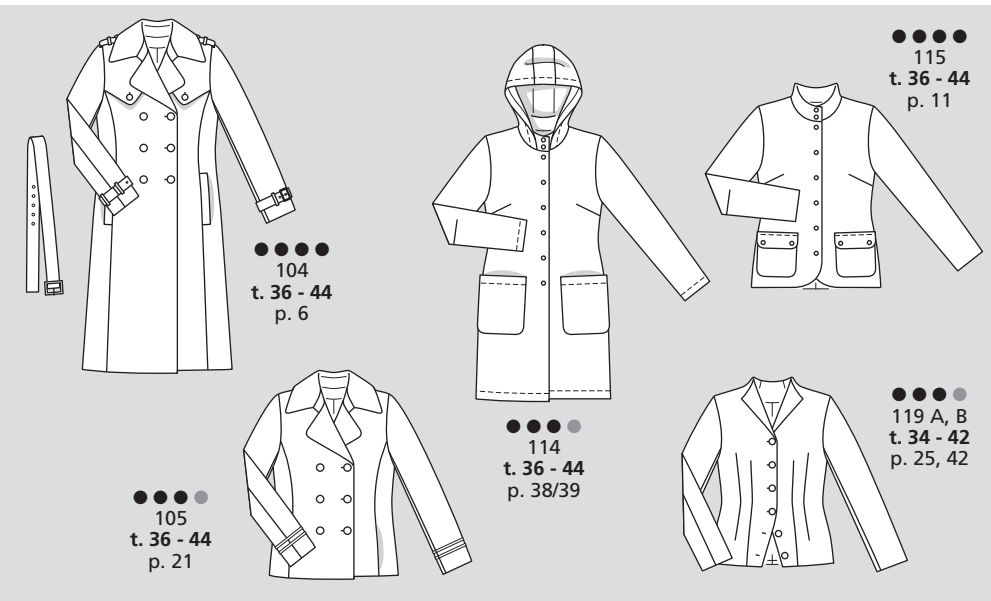 115
t. 36 - 44
p. 11
104
t. 36 - 44
p. 6
114
t. 36 - 44
p. 38/39
119 A, B
t. 34 - 42
p. 25, 42
105
t. 36 - 44
p. 21